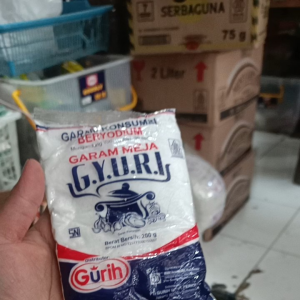 SERBAGUNA
75 g
2 Liter
GARAM KONSUMSI
BERYODIUM
GARAM MEJA
G.Y.U.R.I
SNI
Berat Bersih: 250 g
Gurih